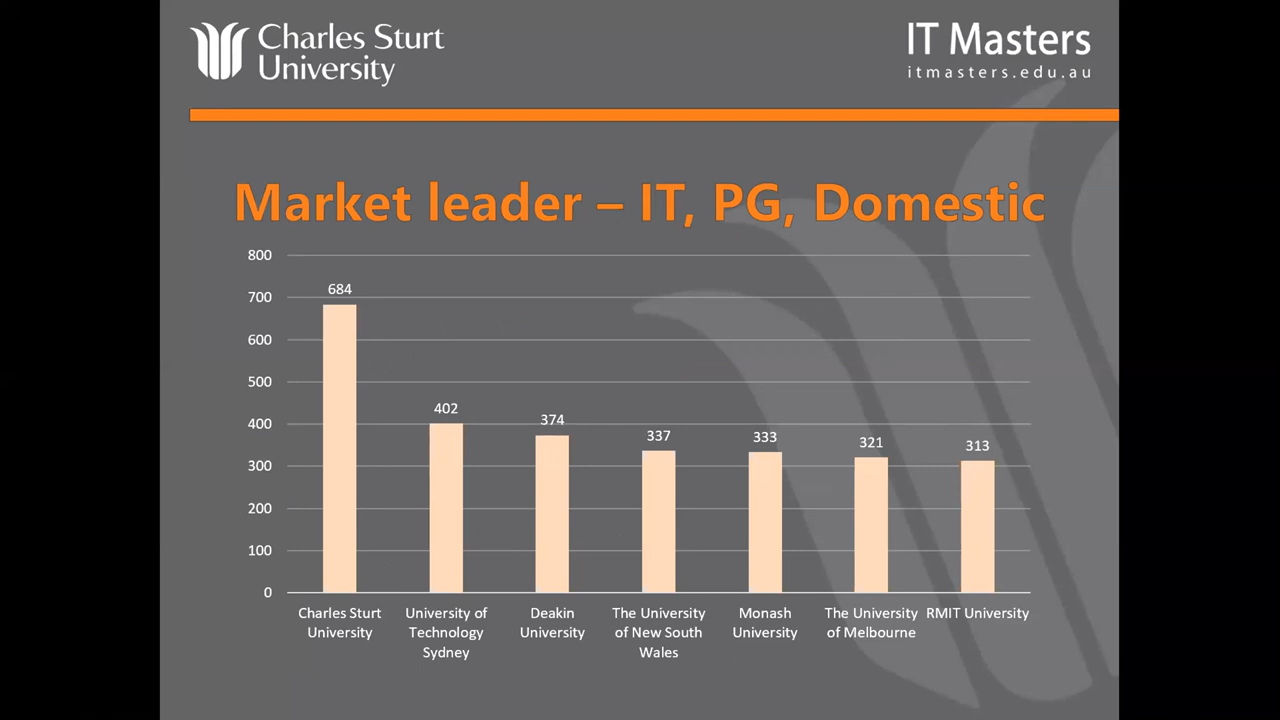 Charles Sturt
University
IT Masters
itmasters.edu.au
Market leader – IT, PG, Domestic
800
700
600
500
400
300
200
100
0
684
402
374
337
333
321
313
Charles Sturt
University
University of
Technology
Sydney
Deakin
University
The University
of New South
Wales
Monash
University
The University
of Melbourne
RMIT University